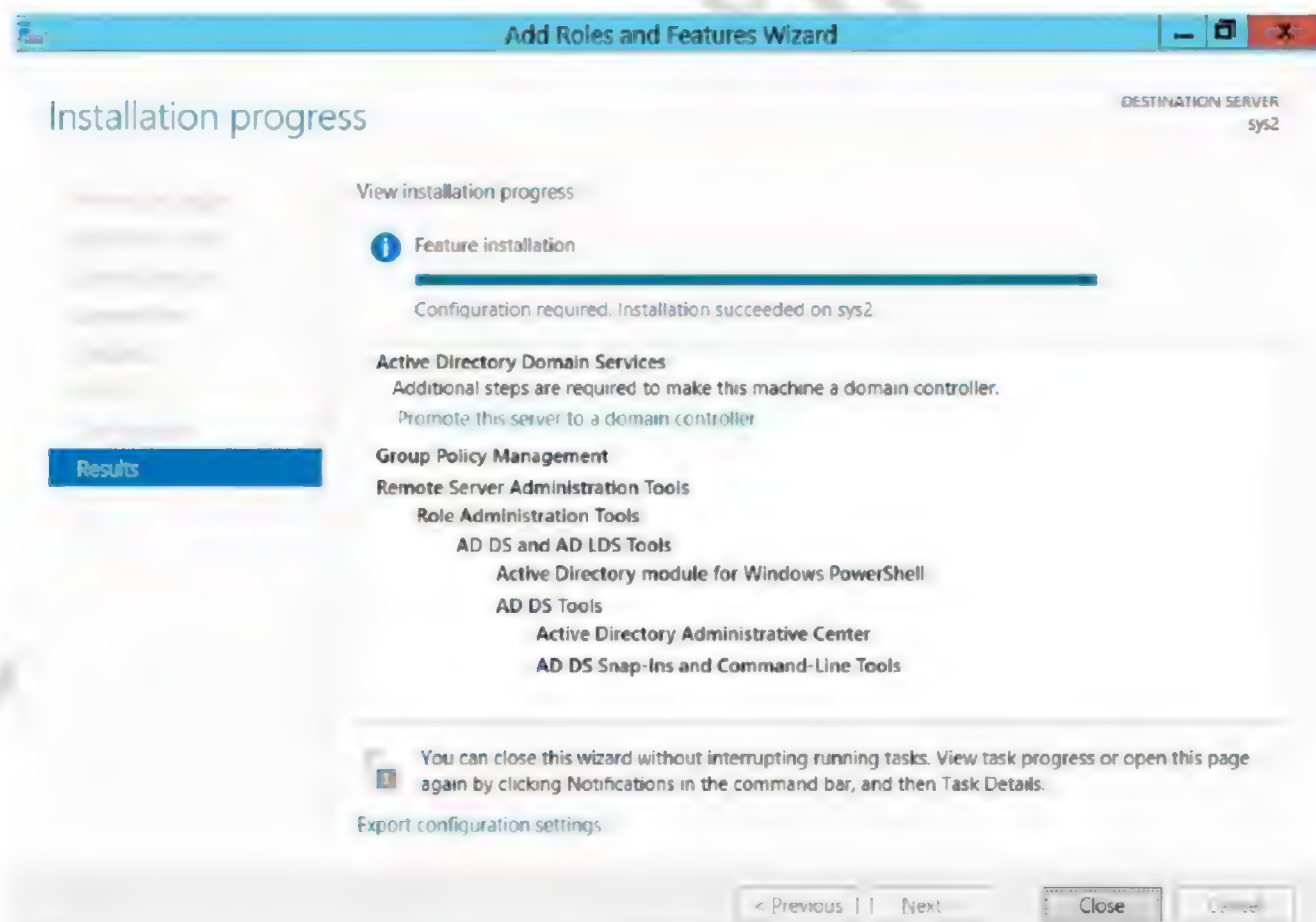 Add Roles and Features Wizard
Installation progress
DESTINATION SERVER
sys2
View installation progress
Feature installation
Configuration required. Installation succeeded on sys2
Active Directory Domain Services
Additional steps are required to make this machine a domain controller.
Promote this server to a domain controller
Group Policy Management
Results
Remote Server Administration Tools
Role Administration Tools
AD DS and AD LDS Tools
Active Directory module for Windows PowerShell
AD DS Tools
Active Directory Administrative Center
AD DS Snap-Ins and Command-Line Tools
You can close this wizard without interrupting running tasks. View task progress or open this page
again by clicking Notifications in the command bar, and then Task Details.
Export configuration settings
< Previous
Next
Close